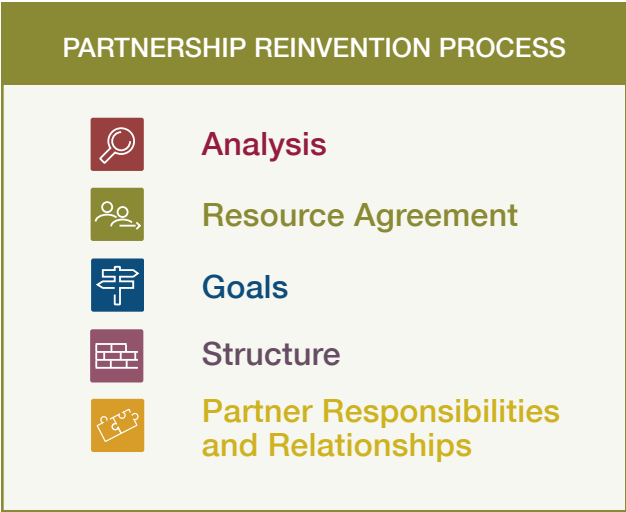 PARTNERSHIP REINVENTION PROCESS
Analysis
Resource Agreement
Goals
Structure
Partner Responsibilities
and Relationships